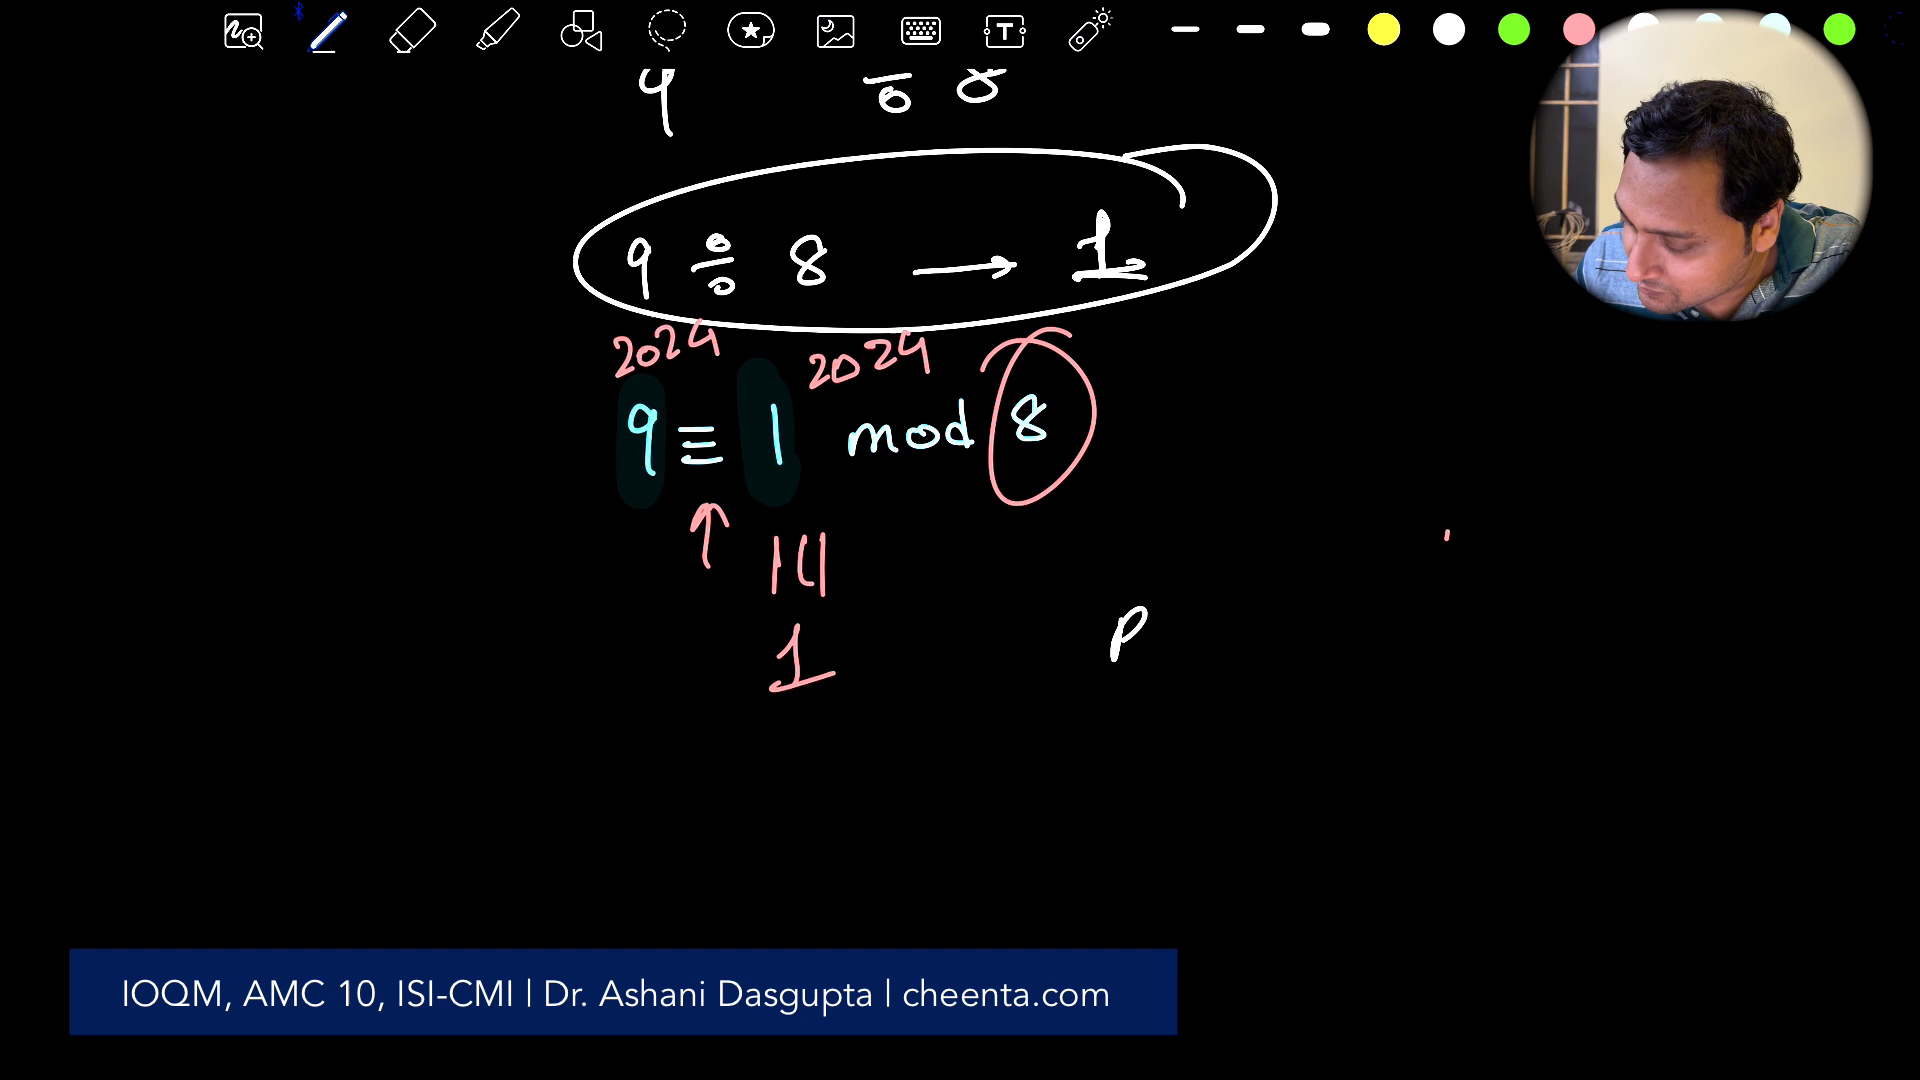 9 ÷ 8
9 ÷ 8 → 1
2024 2024
9 ≡ 1 mod 8
↑ |||
1
P
IOQM, AMC 10, ISI-CMI | Dr. Ashani Dasgupta | cheenta.com